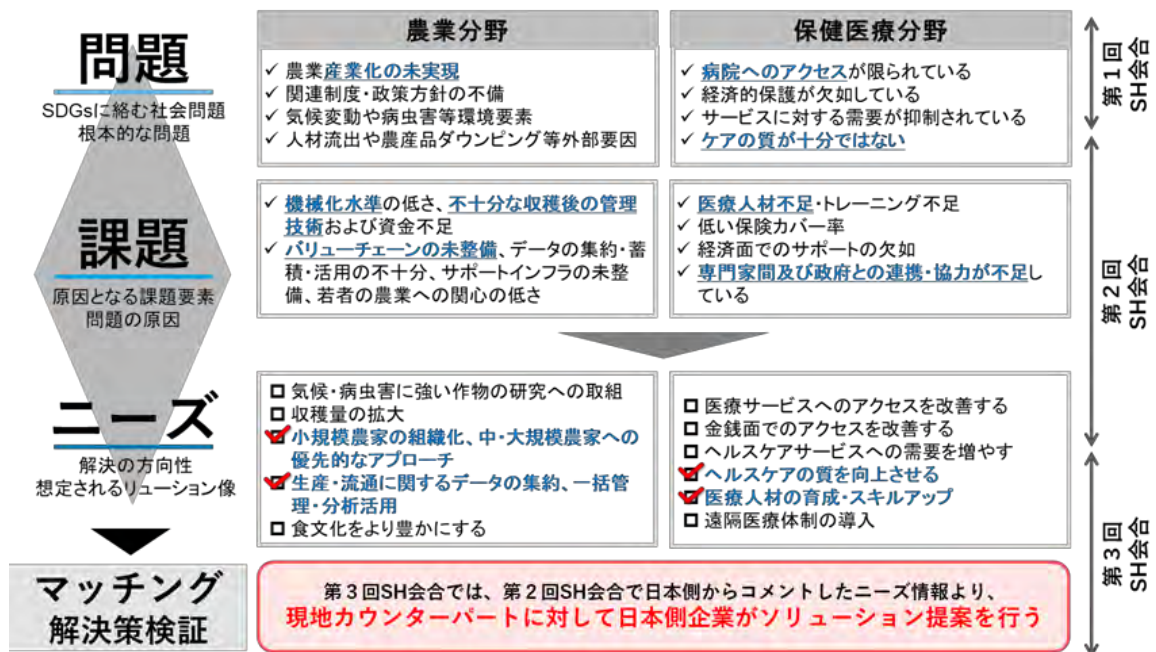 問題
SDGsに絡む社会問題
根本的な問題
農業分野
✓ 農業産業化の未実現
✓ 関連制度・政策方針の不備
✓ 気候変動や病虫害等環境要素
✓ 人材流出や農産品ダウンピング等外部要因
保健医療分野
✓ 病院へのアクセスが限られている
✓ 経済的保護が欠如している
✓ サービスに対する需要が抑制されている
✓ ケアの質が十分ではない
第1回
SH会合
課題
原因となる課題要素
問題の原因
✓ 機械化水準の低さ、不十分な収穫後の管理
技術および資金不足
✓ バリューチェーンの未整備、データの集約・蓄
積・活用の不十分、サポートインフラの未整
備、若者の農業への関心の低さ
✓ 医療人材不足・トレーニング不足
✓ 低い保険カバー率
✓ 経済面でのサポートの欠如
✓ 専門家間及び政府との連携・協力が不足し
ている
第2回
SH会合
ニーズ
解決の方向性
想定されるリューション像
気候・病虫害に強い作物の研究への取組
収穫量の拡大
小規模農家の組織化、中・大規模農家への
優先的なアプローチ
生産・流通に関するデータの集約、一括管
理・分析活用
食文化をより豊かにする
医療サービスへのアクセスを改善する
金銭面でのアクセスを改善する
ヘルスケアサービスへの需要を増やす
ヘルスケアの質を向上させる
医療人材の育成・スキルアップ
遠隔医療体制の導入
第3回
SH会合
マッチング
解決策検証
第3回SH会合では、第2回SH会合で日本側からコメントしたニーズ情報より、
現地カウンターパートに対して日本側企業がソリューション提案を行う